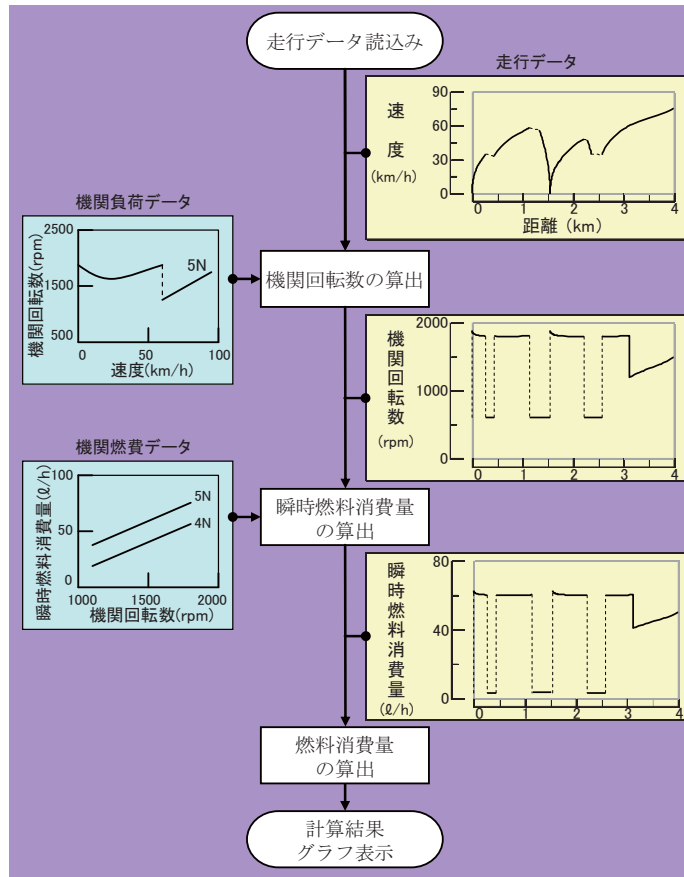 走行データ読込み
走行データ
速
度
(km/h)
90
60
30
0
0
1
2
3
4
距離 (km)
機関負荷データ
機関回転数(rpm)
2500
1500
500
5N
0
50
100
速度(km/h)
機関回転数の算出
機関回転数
(rpm)
2000
1000
0
0
1
2
3
4
機関燃費データ
瞬時燃料消費量(ℓ/h)
100
50
0
5N
4N
1000
1500
2000
機関回転数(rpm)
瞬時燃料消費量
の算出
瞬時燃料消費量
(ℓ/h)
80
40
0
0
1
2
3
4
燃料消費量
の算出
計算結果
グラフ表示